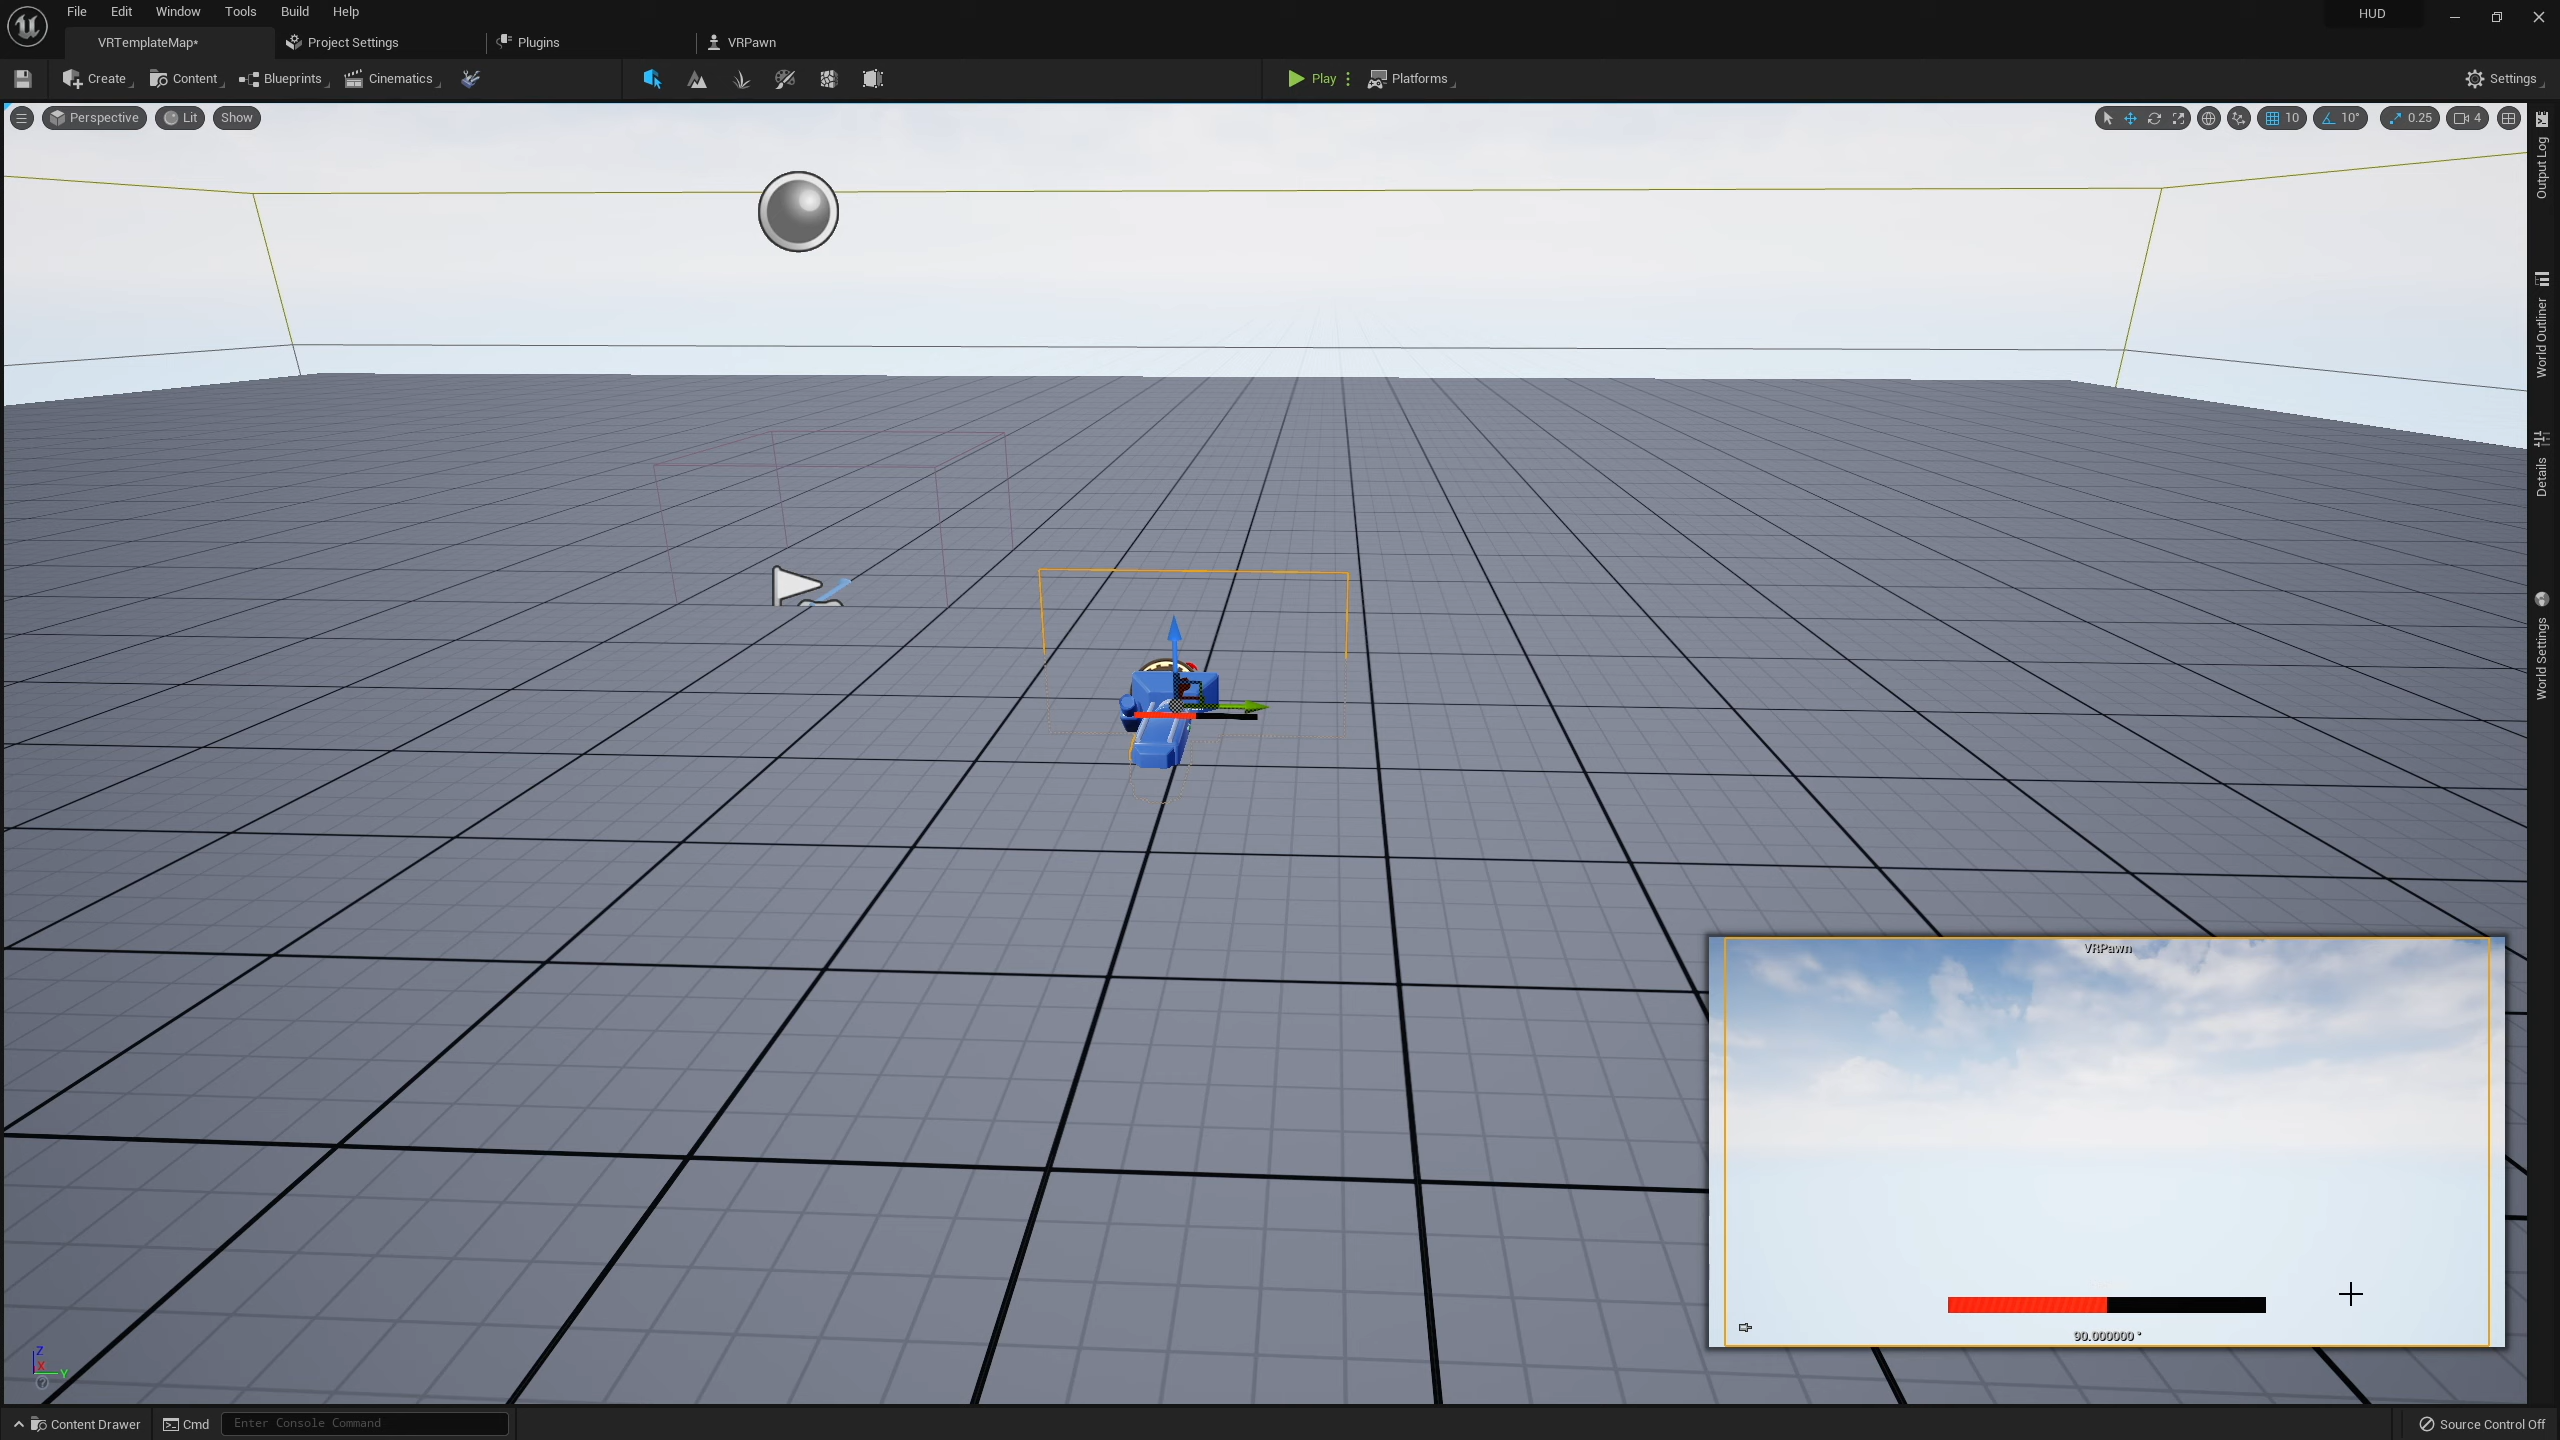 File Edit Window Tools Build Help
HUD
VRTemplateMap*
Project Settings
Plugins
VRPawn
Create
Content
Blueprints
Cinematics
Play
Platforms
Settings
Perspective
Lit
Show
10
10°
0.25
4
Output Log
World Outliner
Details
World Settings
VRPawn
90.000000 °
Z
X
Y
Content Drawer
Cmd
Enter Console Command
Source Control Off